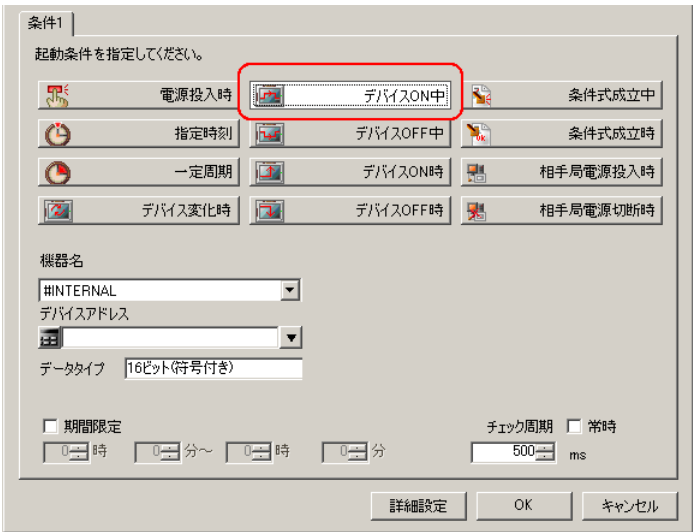 条件1
起動条件を指定してください。
電源投入時 デバイスON中 条件式成立中
指定時刻 デバイスOFF中 条件式成立時
一定周期 デバイスON時 相手局電源投入時
デバイス変化時 デバイスOFF時 相手局電源切断時
機器名
#INTERNAL
デバイスアドレス
データタイプ 16ビット(符号付き)
期間限定 チェック周期 常時
0 時 0 分～ 0 時 0 分 500 ms
詳細設定 OK キャンセル